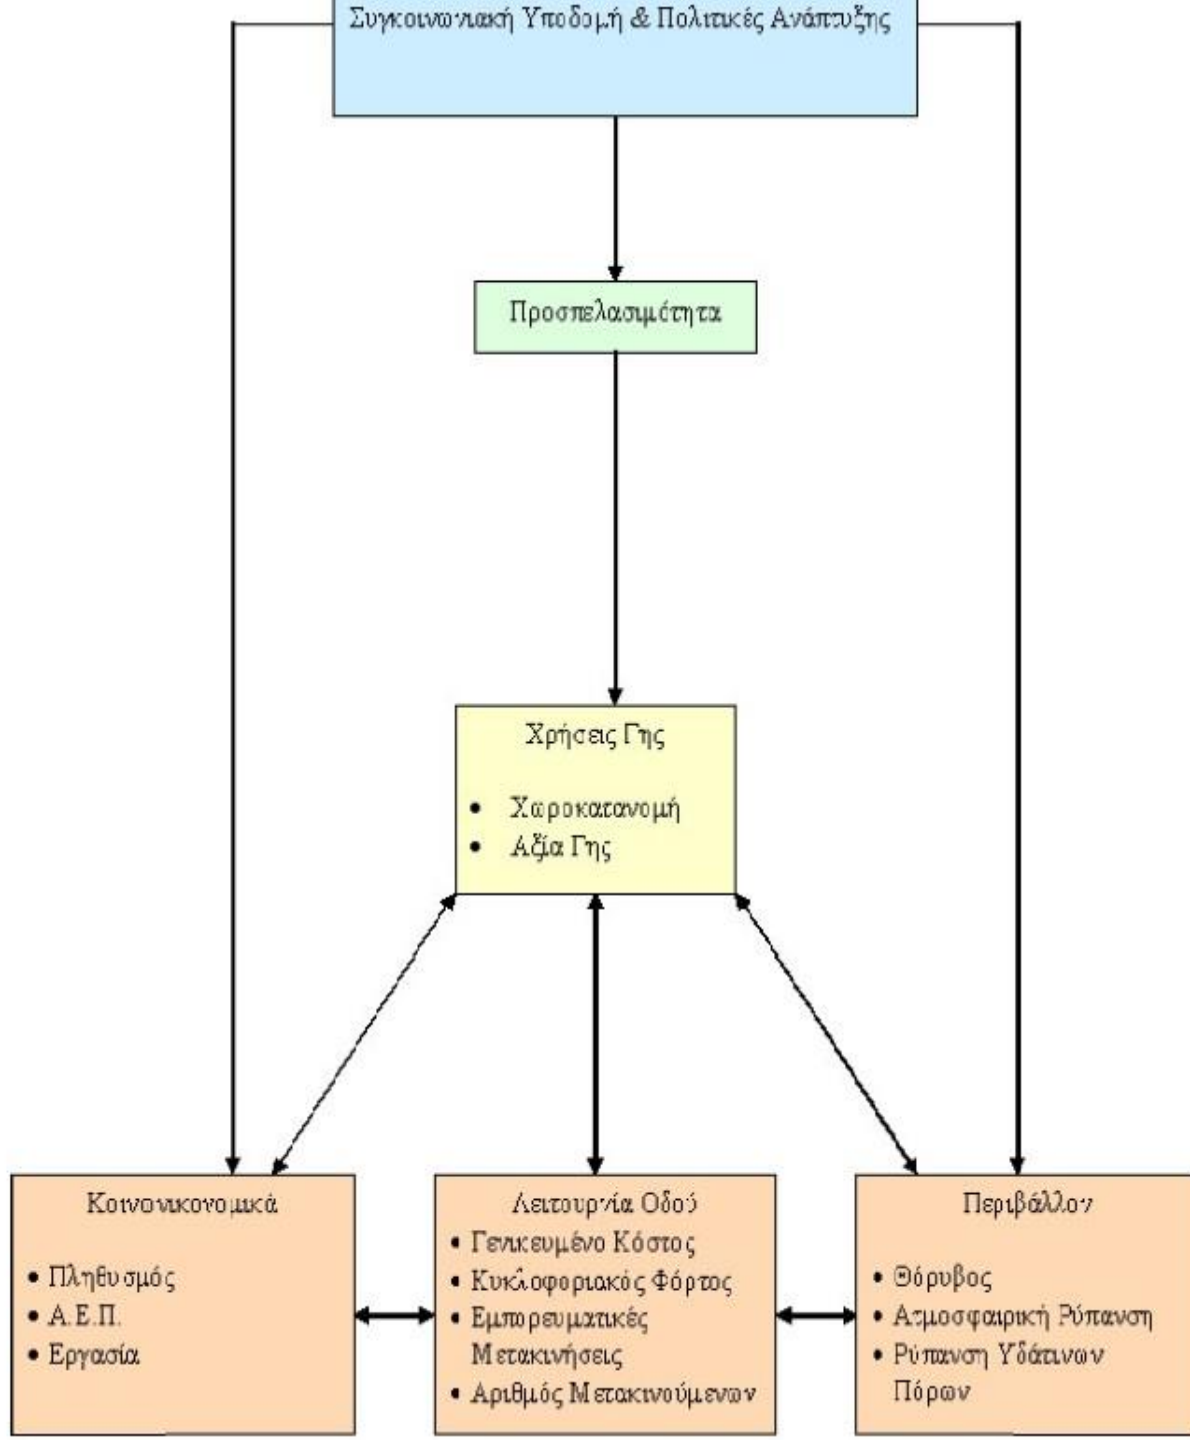 Συγκοινωνιακή Υποδομή & Πολιτικές Ανάπτυξης
Προσπελασιμότητα
Χρήσεις Γης
• Χωροκατανομή
• Αξία Γης
Κοινονικονομικά
• Πληθυσμός
• Α.Ε.Π.
• Εργασία
Λειτουργία Οδού
• Γενικευμένο Κόστος
• Κυκλοφοριακός Φόρτος
• Εμπορευματικές
Μετακινήσεις
• Αριθμός Μετακινούμενων
Περιβάλλον
• Θόρυβος
• Ατμοσφαιρική Ρύπανση
• Ρύπανση Υδάτινων
Πόρων